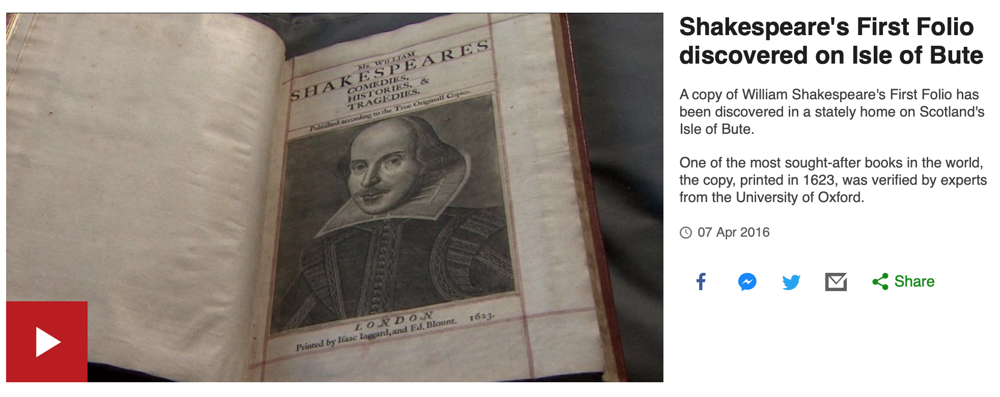 Mr. WILLIAM
SHAKESPEARES
COMEDIES,
HISTORIES, &
TRAGEDIES.
Publiſhed according to the True Originall Copies.
LONDON
Printed by Iſaac Iaggard, and Ed. Blount. 1623.
Shakespeare's First Folio
discovered on Isle of Bute
A copy of William Shakespeare's First Folio has
been discovered in a stately home on Scotland's
Isle of Bute.
One of the most sought-after books in the world,
the copy, printed in 1623, was verified by experts
from the University of Oxford.
07 Apr 2016
Share